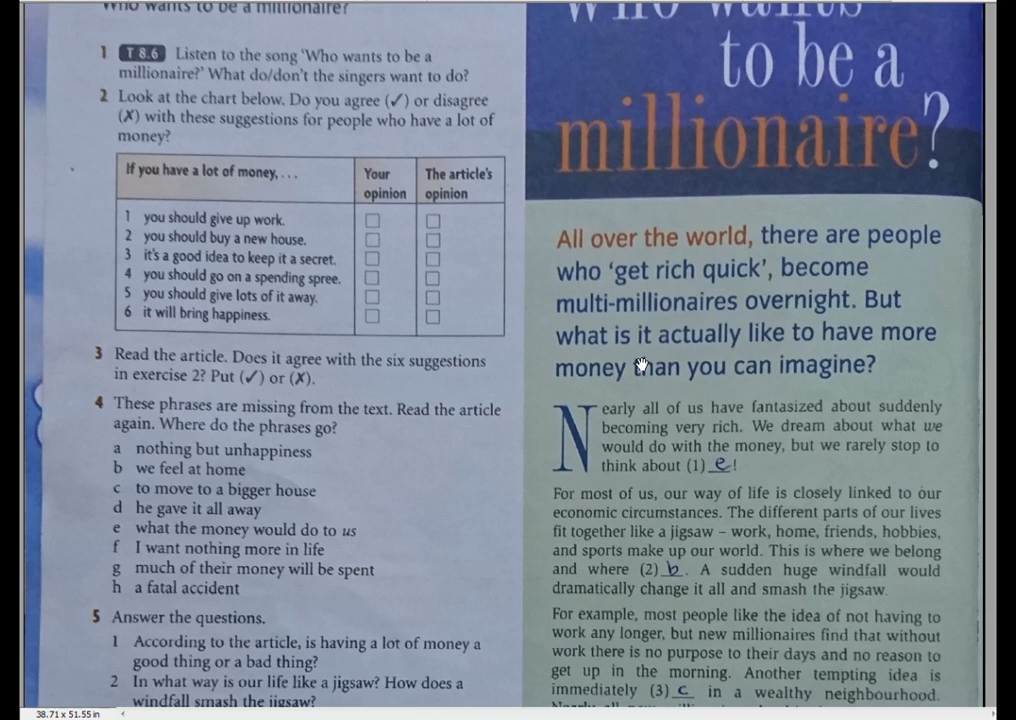 Who wants to be a millionaire?
1 T 8.6 Listen to the song ‘Who wants to be a
millionaire?’ What do/don't the singers want to do?
2 Look at the chart below. Do you agree (✓) or disagree
(✗) with these suggestions for people who have a lot of
money?
If you have a lot of money, . . .
Your
opinion
The article's
opinion
1 you should give up work.
2 you should buy a new house.
3 it's a good idea to keep it a secret.
4 you should go on a spending spree.
5 you should give lots of it away.
6 it will bring happiness.
3 Read the article. Does it agree with the six suggestions
in exercise 2? Put (✓) or (✗).
4 These phrases are missing from the text. Read the article
again. Where do the phrases go?
a nothing but unhappiness
b we feel at home
c to move to a bigger house
d he gave it all away
e what the money would do to us
f I want nothing more in life
g much of their money will be spent
h a fatal accident
5 Answer the questions.
1 According to the article, is having a lot of money a
good thing or a bad thing?
2 In what way is our life like a jigsaw? How does a
windfall smash the jigsaw?
Who wants
to be a
millionaire?
All over the world, there are people
who ‘get rich quick’, become
multi-millionaires overnight. But
what is it actually like to have more
money than you can imagine?
Nearly all of us have fantasized about suddenly
becoming very rich. We dream about what we
would do with the money, but we rarely stop to
think about (1) e !
For most of us, our way of life is closely linked to our
economic circumstances. The different parts of our lives
fit together like a jigsaw – work, home, friends, hobbies,
and sports make up our world. This is where we belong
and where (2) b . A sudden huge windfall would
dramatically change it all and smash the jigsaw.
For example, most people like the idea of not having to
work any longer, but new millionaires find that without
work there is no purpose to their days and no reason to
get up in the morning. Another tempting idea is
immediately (3) c in a wealthy neighbourhood.
38.71 x 51.55 in